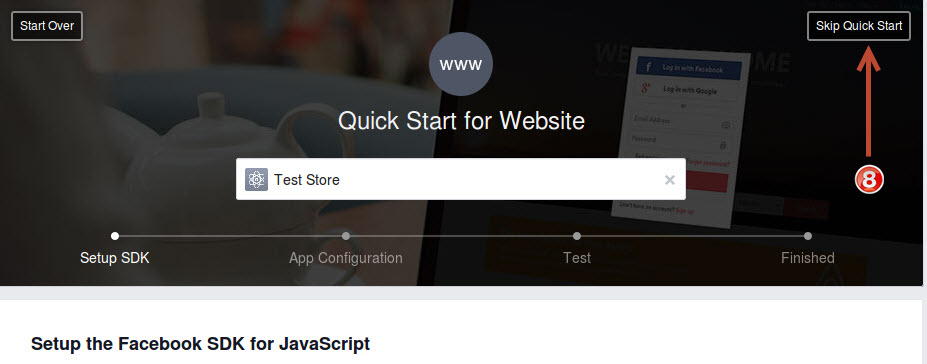 Start Over
Skip Quick Start
WWW
Log in with Facebook
Log in with Google
or
Email Address
Password
Forgot password?
Don't have an account? Sign up
Quick Start for Website
Test Store
8
Setup SDK
App Configuration
Test
Finished
Setup the Facebook SDK for JavaScript